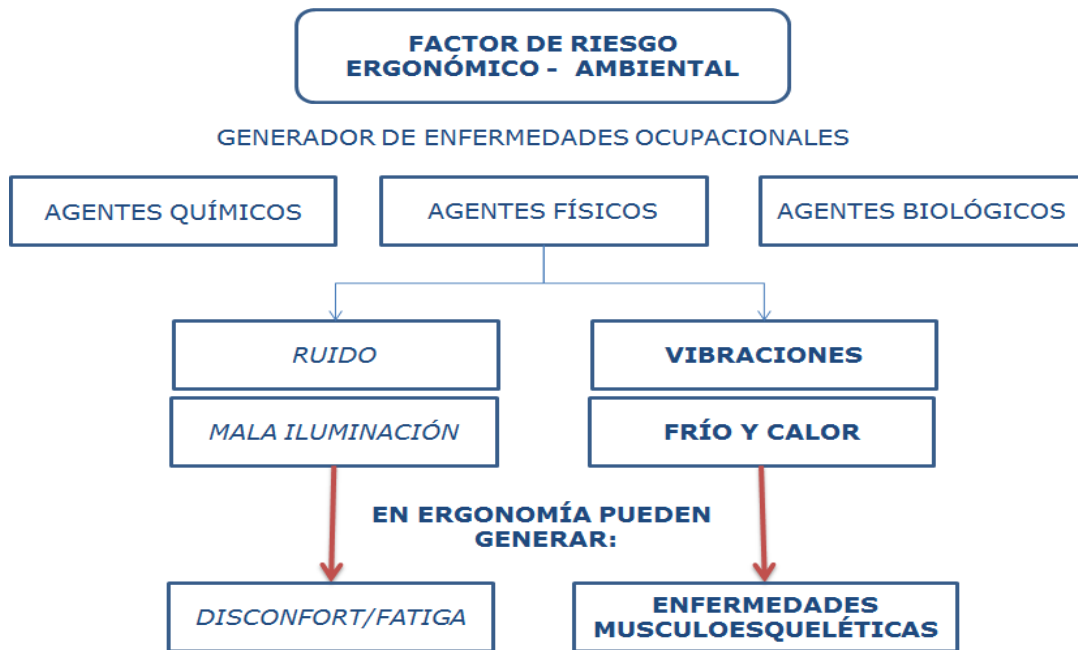 FACTOR DE RIESGO
ERGONÓMICO - AMBIENTAL
GENERADOR DE ENFERMEDADES OCUPACIONALES
AGENTES QUÍMICOS
AGENTES FÍSICOS
AGENTES BIOLÓGICOS
RUIDO
VIBRACIONES
MALA ILUMINACIÓN
FRÍO Y CALOR
EN ERGONOMÍA PUEDEN
GENERAR:
DISCONFORT/FATIGA
ENFERMEDADES
MUSCULOESQUELÉTICAS